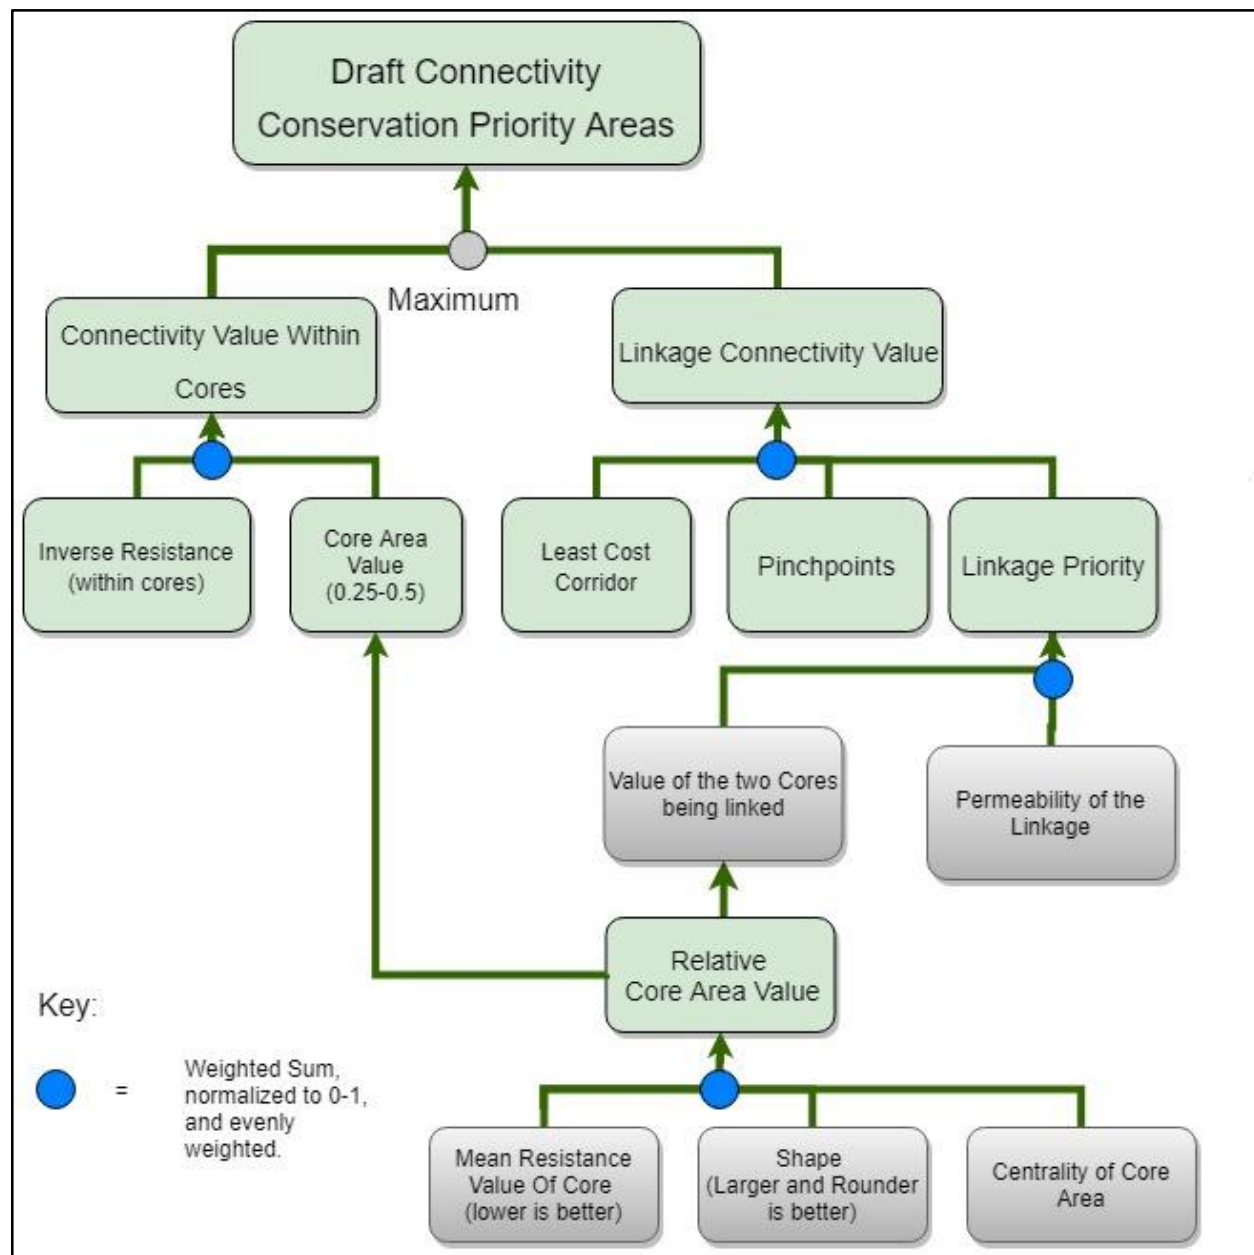 Draft Connectivity
Conservation Priority Areas
Maximum
Connectivity Value Within
Cores
Linkage Connectivity Value
Inverse Resistance
(within cores)
Core Area
Value
(0.25-0.5)
Least Cost
Corridor
Pinchpoints
Linkage Priority
Value of the two Cores
being linked
Permeability of the
Linkage
Relative
Core Area Value
Key:
=
Weighted Sum,
normalized to 0-1,
and evenly
weighted.
Mean Resistance
Value Of Core
(lower is better)
Shape
(Larger and Rounder
is better)
Centrality of Core
Area